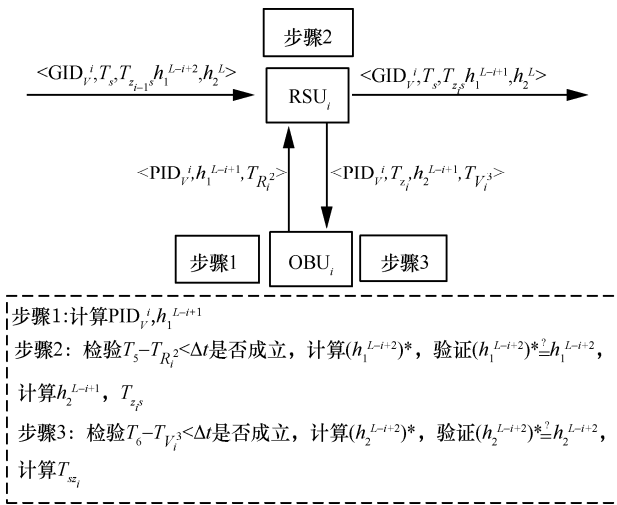 步骤2
<GID_V^i,T_s,T_{z_{i-1}s}h_1^{L-i+2},h_2^L>
RSU_i
<GID_V^i,T_s,T_{z_is}h_1^{L-i+1},h_2^L>
<PID_V^i,h_1^{L-i+1},T_{R_i^2}>
<PID_V^i,T_{z_i},h_2^{L-i+1},T_{V_i^3}>
步骤1
OBU_i
步骤3
步骤1:计算PID_V^i,h_1^{L-i+1}
步骤2：检验T_5–T_{R_i^2}<Δt是否成立，计算(h_1^{L-i+2})*，验证(h_1^{L-i+2})*≟h_1^{L-i+2}，
计算h_2^{L-i+1}，T_{z_is}
步骤3：检验T_6–T_{V_i^3}<Δt是否成立，计算(h_2^{L-i+2})*，验证(h_2^{L-i+2})*≟h_2^{L-i+2}，
计算T_{sz_i}